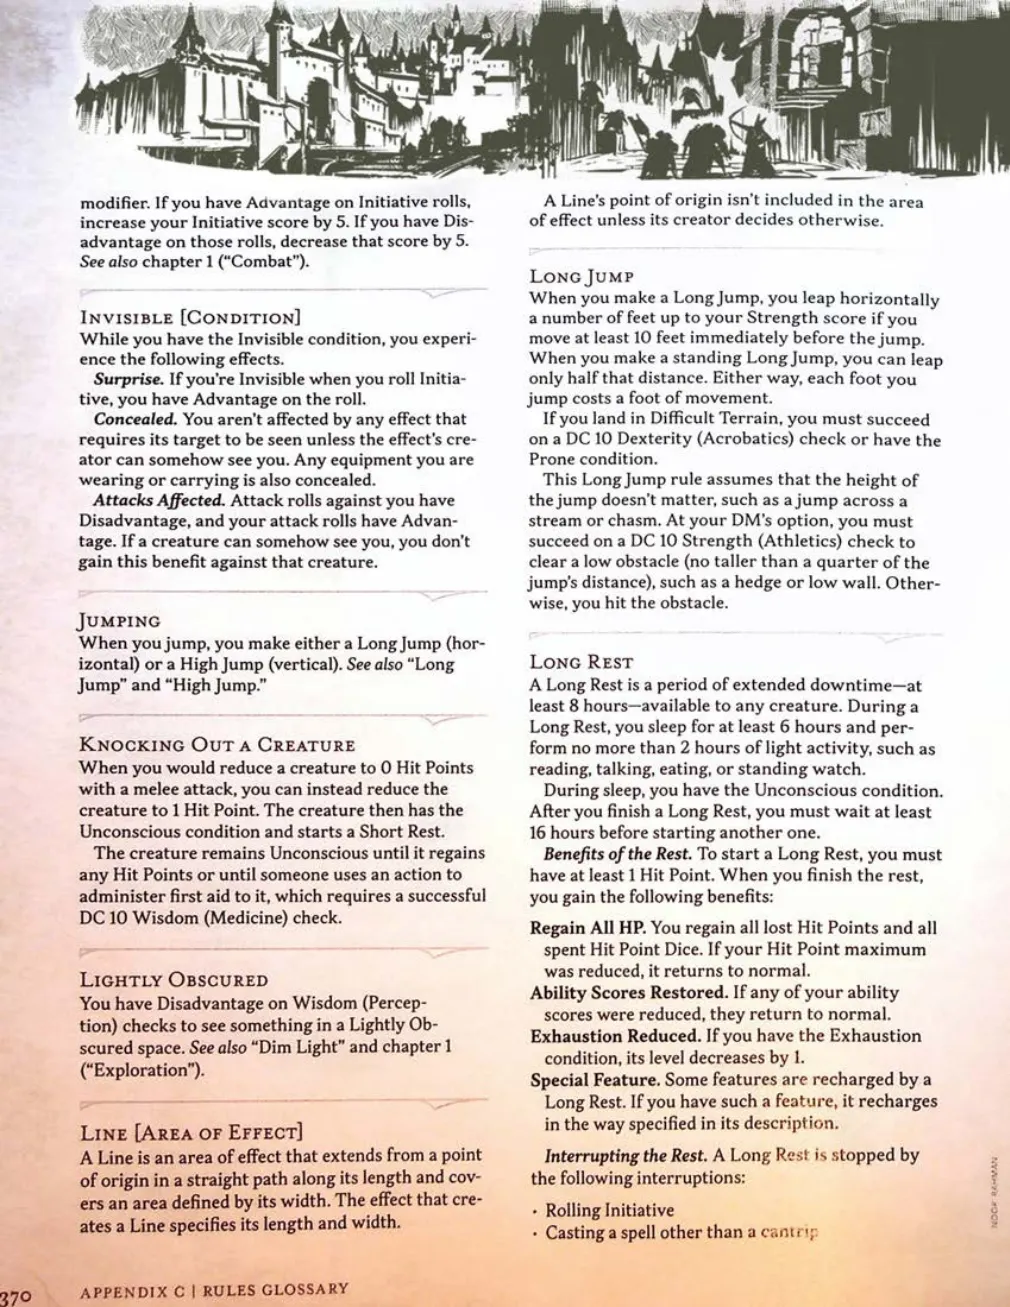 modifier. If you have Advantage on Initiative rolls,
increase your Initiative score by 5. If you have Dis-
advantage on those rolls, decrease that score by 5.
See also chapter 1 (“Combat”).
INVISIBLE [CONDITION]
While you have the Invisible condition, you experi-
ence the following effects.
Surprise. If you're Invisible when you roll Initia-
tive, you have Advantage on the roll.
Concealed. You aren't affected by any effect that
requires its target to be seen unless the effect's cre-
ator can somehow see you. Any equipment you are
wearing or carrying is also concealed.
Attacks Affected. Attack rolls against you have
Disadvantage, and your attack rolls have Advan-
tage. If a creature can somehow see you, you don't
gain this benefit against that creature.
JUMPING
When you jump, you make either a Long Jump (hor-
izontal) or a High Jump (vertical). See also “Long
Jump” and “High Jump.”
KNOCKING OUT A CREATURE
When you would reduce a creature to 0 Hit Points
with a melee attack, you can instead reduce the
creature to 1 Hit Point. The creature then has the
Unconscious condition and starts a Short Rest.
The creature remains Unconscious until it regains
any Hit Points or until someone uses an action to
administer first aid to it, which requires a successful
DC 10 Wisdom (Medicine) check.
LIGHTLY OBSCURED
You have Disadvantage on Wisdom (Percep-
tion) checks to see something in a Lightly Ob-
scured space. See also “Dim Light” and chapter 1
(“Exploration”).
LINE [AREA OF EFFECT]
A Line is an area of effect that extends from a point
of origin in a straight path along its length and cov-
ers an area defined by its width. The effect that cre-
ates a Line specifies its length and width.
A Line's point of origin isn't included in the area
of effect unless its creator decides otherwise.
LONG JUMP
When you make a Long Jump, you leap horizontally
a number of feet up to your Strength score if you
move at least 10 feet immediately before the jump.
When you make a standing Long Jump, you can leap
only half that distance. Either way, each foot you
jump costs a foot of movement.
If you land in Difficult Terrain, you must succeed
on a DC 10 Dexterity (Acrobatics) check or have the
Prone condition.
This Long Jump rule assumes that the height of
the jump doesn't matter, such as a jump across a
stream or chasm. At your DM's option, you must
succeed on a DC 10 Strength (Athletics) check to
clear a low obstacle (no taller than a quarter of the
jump's distance), such as a hedge or low wall. Other-
wise, you hit the obstacle.
LONG REST
A Long Rest is a period of extended downtime—at
least 8 hours—available to any creature. During a
Long Rest, you sleep for at least 6 hours and per-
form no more than 2 hours of light activity, such as
reading, talking, eating, or standing watch.
During sleep, you have the Unconscious condition.
After you finish a Long Rest, you must wait at least
16 hours before starting another one.
Benefits of the Rest. To start a Long Rest, you must
have at least 1 Hit Point. When you finish the rest,
you gain the following benefits:
Regain All HP. You regain all lost Hit Points and all
spent Hit Point Dice. If your Hit Point maximum
was reduced, it returns to normal.
Ability Scores Restored. If any of your ability
scores were reduced, they return to normal.
Exhaustion Reduced. If you have the Exhaustion
condition, its level decreases by 1.
Special Feature. Some features are recharged by a
Long Rest. If you have such a feature, it recharges
in the way specified in its description.
Interrupting the Rest. A Long Rest is stopped by
the following interruptions:
• Rolling Initiative
• Casting a spell other than a cantrip
NOOR RAHMAN
370 APPENDIX C | RULES GLOSSARY